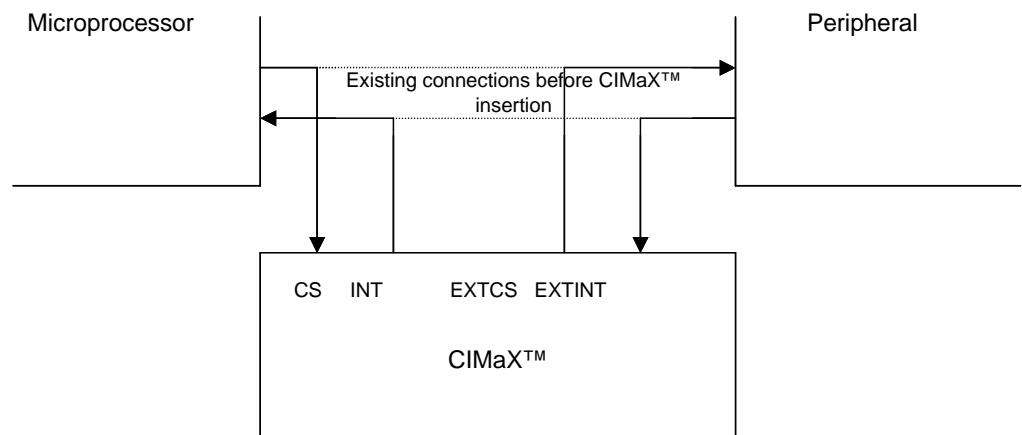 Microprocessor
Peripheral
Existing connections before CIMaX™
insertion
CS INT EXTCS EXTINT
CIMaX™